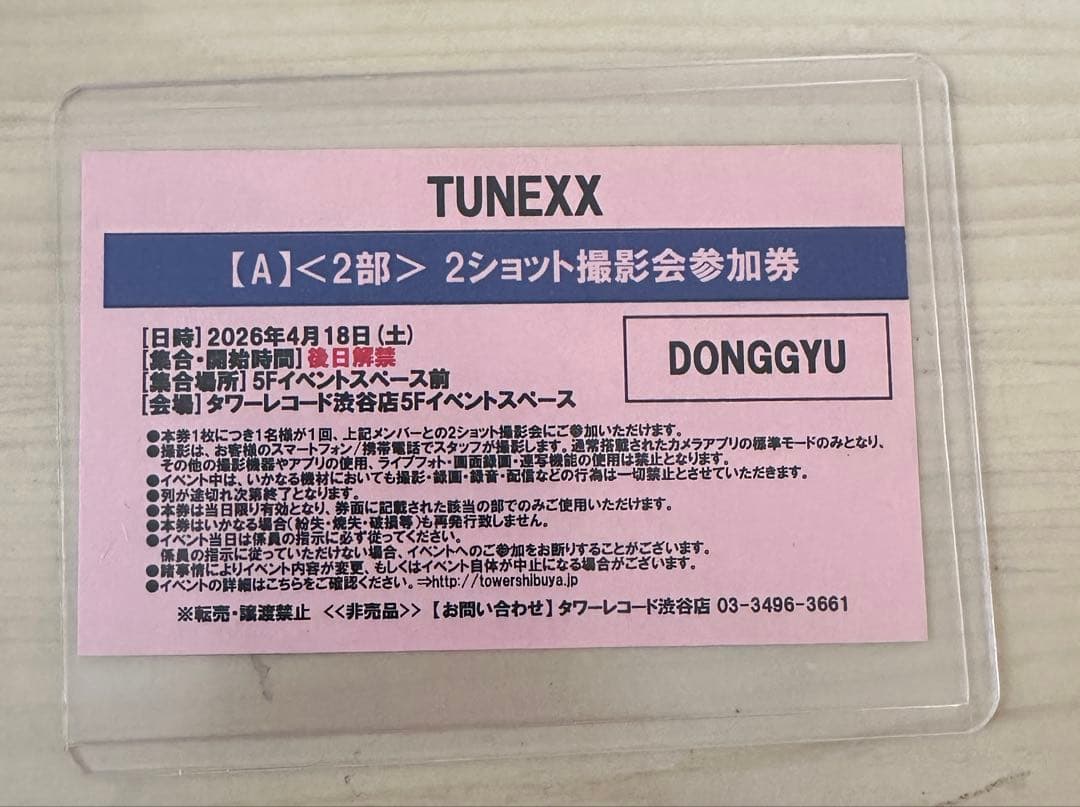 TUNEXX
【A】＜2部＞ 2ショット撮影会参加券
[日時] 2026年4月18日（土）
[集合・開始時間] 後日解禁
[集合場所] 5Fイベントスペース前
[会場] タワーレコード渋谷店5Fイベントスペース
DONGGYU
●本券1枚につき1名様が1回、上記メンバーとの2ショット撮影会にご参加いただけます。
●撮影は、お客様のスマートフォン/携帯電話でスタッフが撮影します。通常搭載されたカメラアプリの標準モードのみとなり、
その他の撮影機器やアプリの使用、ライブフォト・画面録画・連写機能の使用は禁止となります。
●イベント中は、いかなる機材においても撮影・録画・録音・配信などの行為は一切禁止とさせていただきます。
●列が途切れ次第終了となります。
●本券は当日限り有効となり、券面に記載された該当の部でのみご使用いただけます。
●本券はいかなる場合（紛失・焼失・破損等）も再発行致しません。
●イベント当日は係員の指示に必ず従ってください。
係員の指示に従っていただけない場合、イベントへのご参加をお断りすることがございます。
●諸事情によりイベント内容が変更、もしくはイベント自体が中止になる場合がございます。
●イベントの詳細はこちらをご確認ください。⇒http://towershibuya.jp
※転売・譲渡禁止 <<非売品>> 【お問い合わせ】タワーレコード渋谷店 03-3496-3661